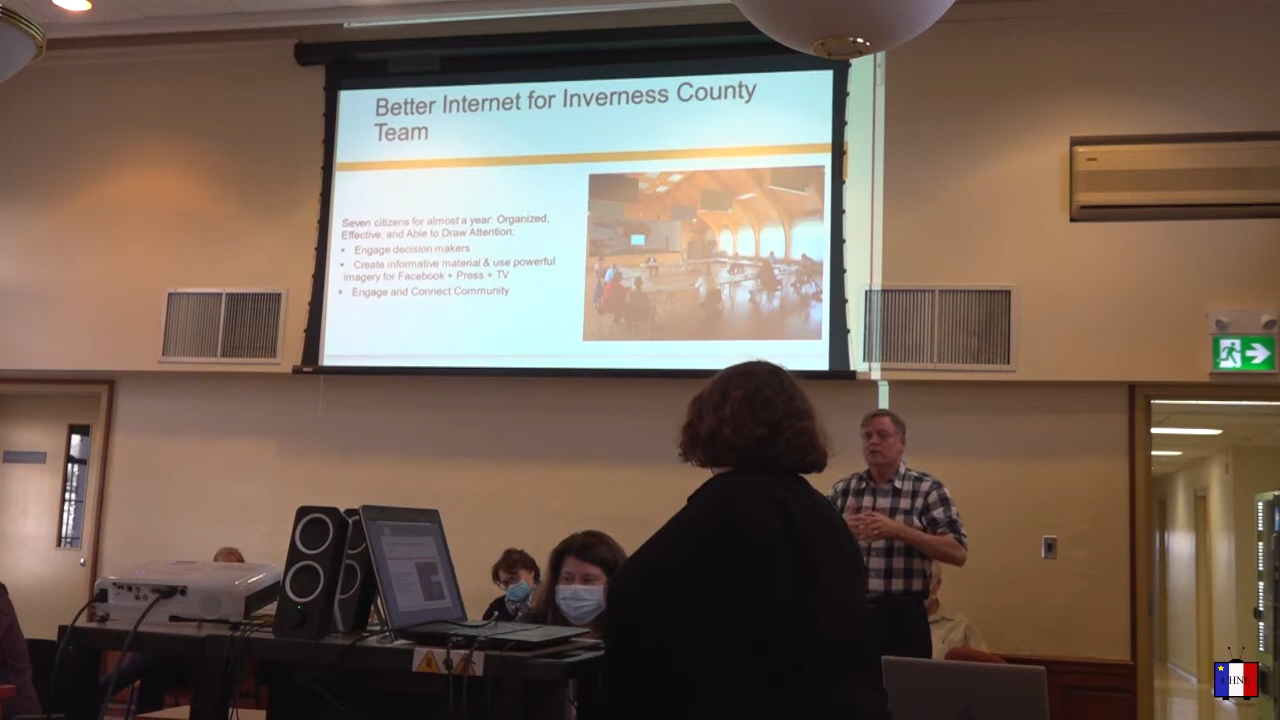 Better Internet for Inverness County
Team
Seven citizens for almost a year: Organized,
Effective, and Able to Draw Attention:
• Engage decision makers
• Create informative material & use powerful
imagery for Facebook + Press + TV
• Engage and Connect Community
CHNE